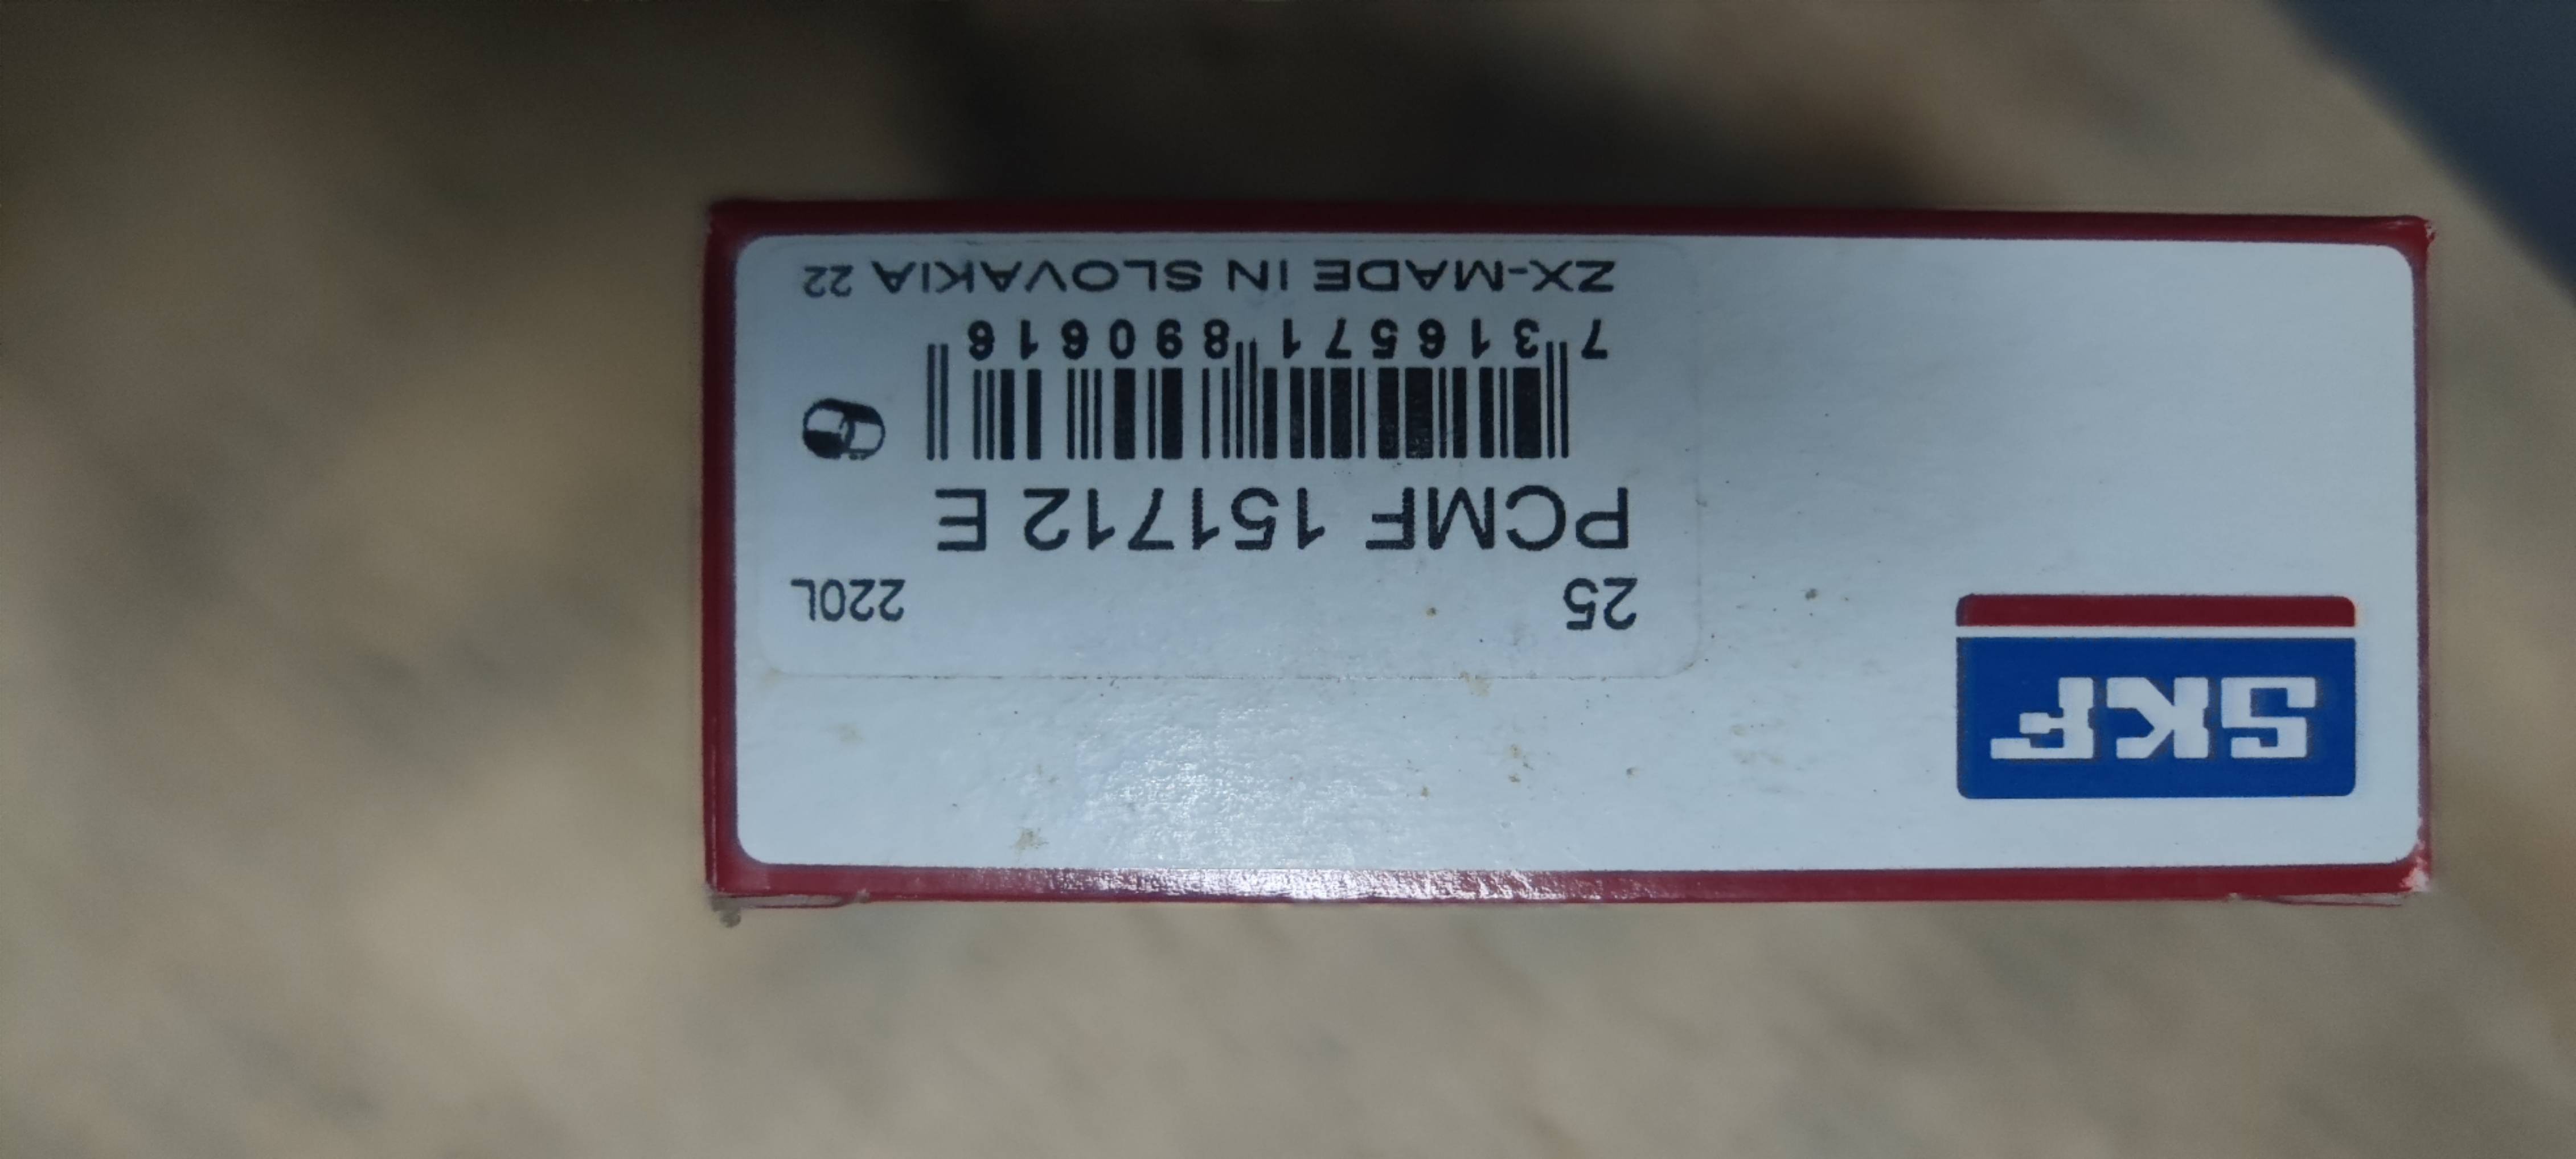 SKF
25 220L
PCMF 151712 E
7 316571 890616
ZX-MADE IN SLOVAKIA 22